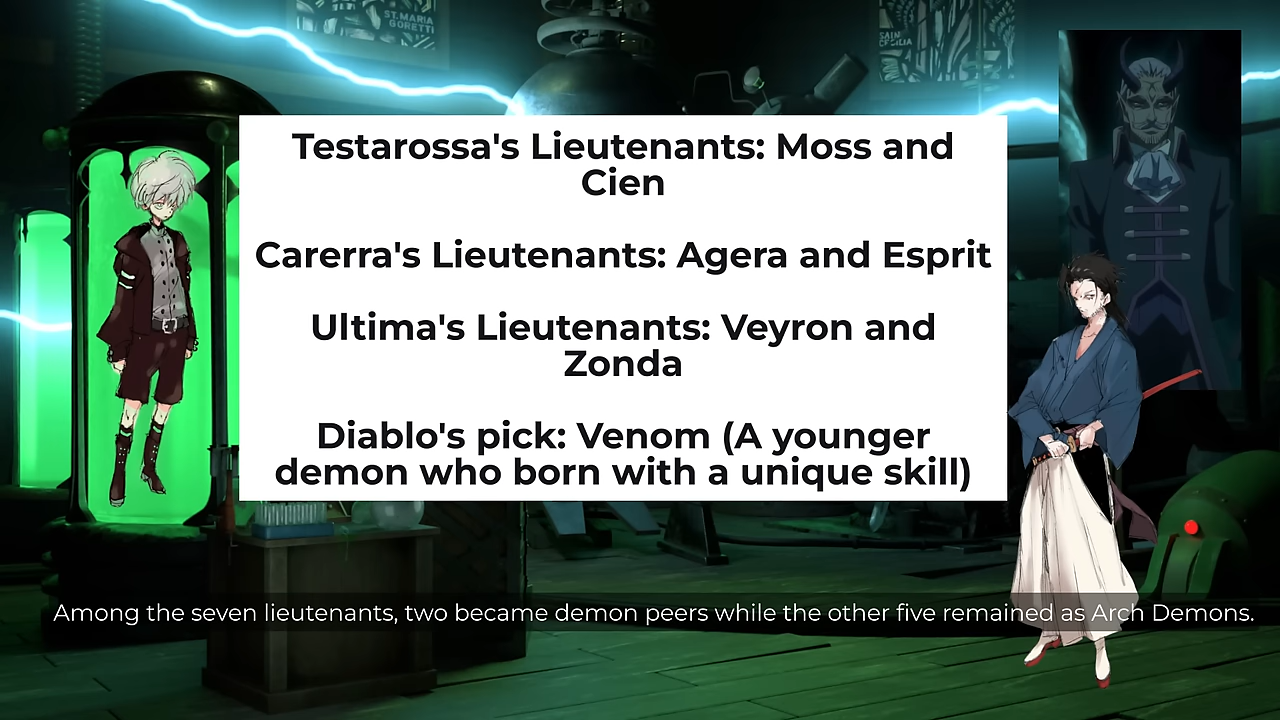 ST. MARIA
GORETTI
SAIN
CECILIA
Testarossa's Lieutenants: Moss and
Cien
Carerra's Lieutenants: Agera and Esprit
Ultima's Lieutenants: Veyron and
Zonda
Diablo's pick: Venom (A younger
demon who born with a unique skill)
Among the seven lieutenants, two became demon peers while the other five remained as Arch Demons.